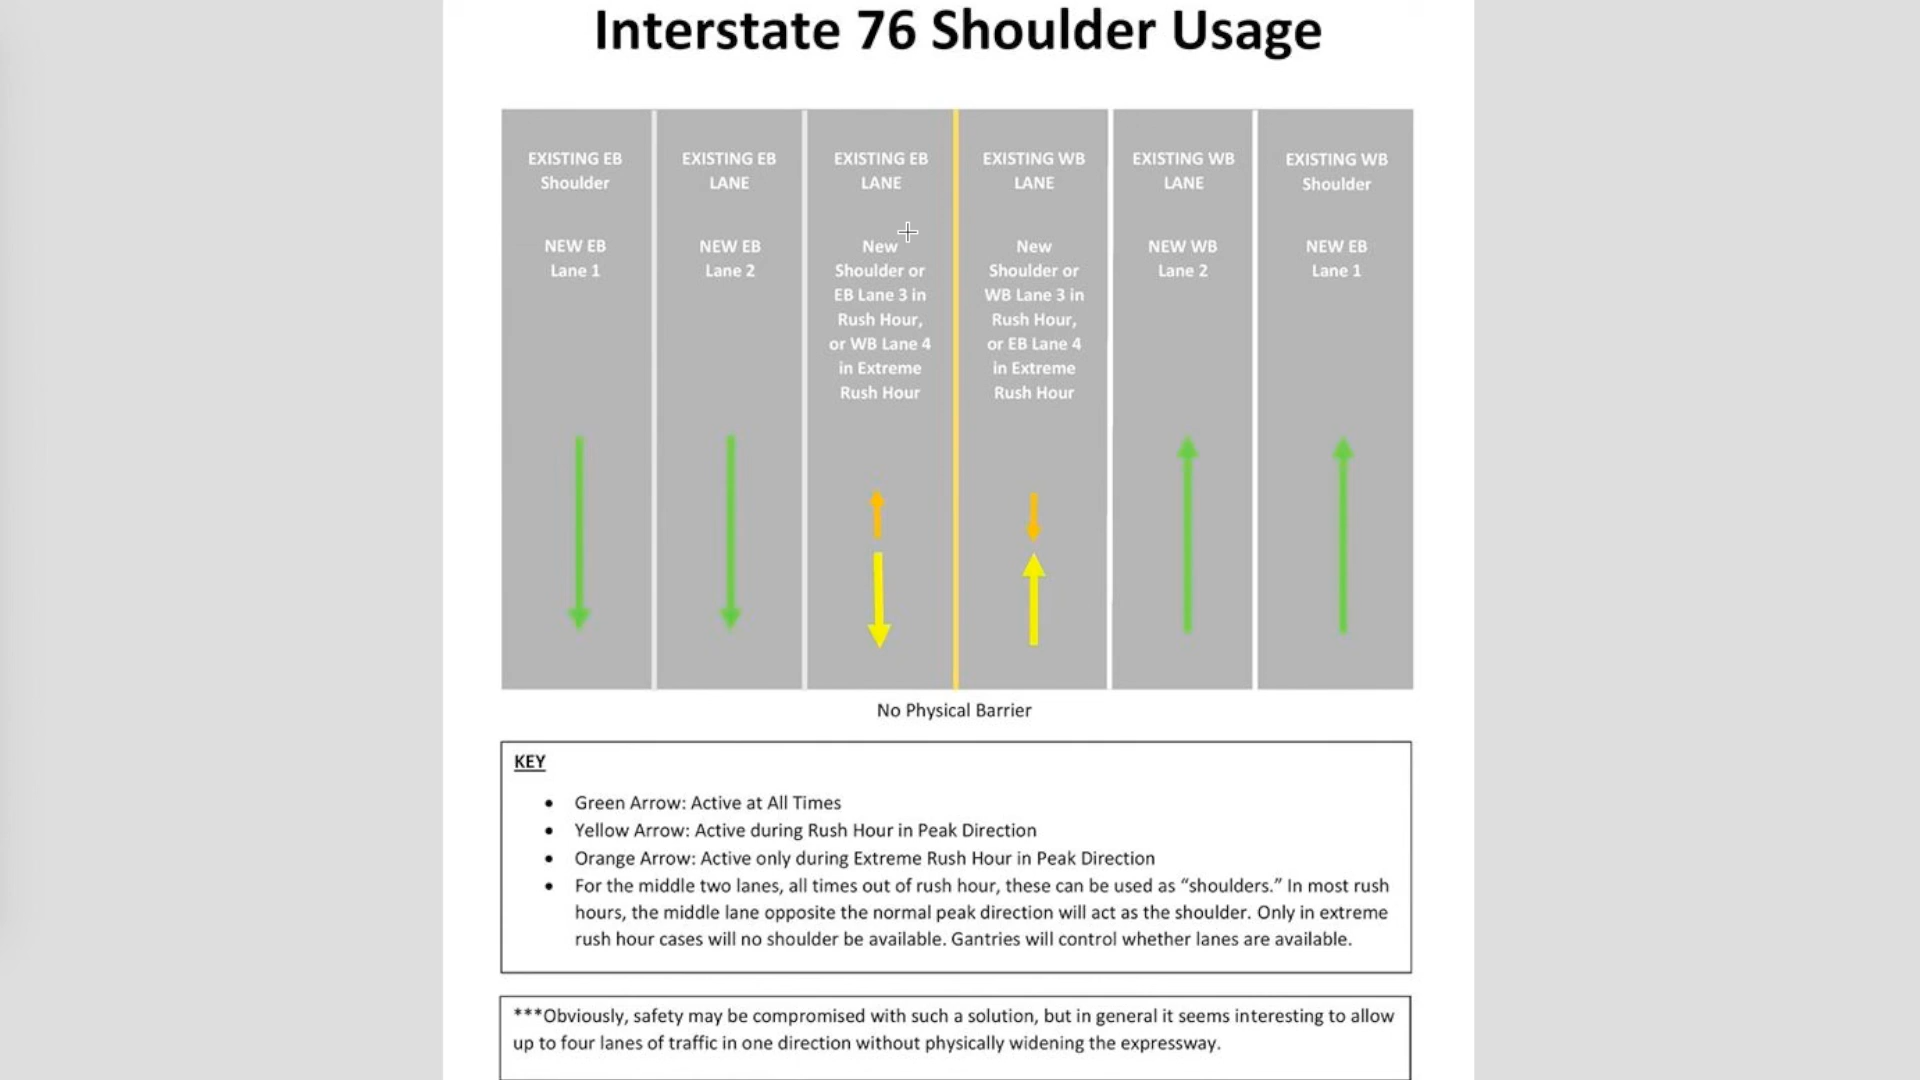 Interstate 76 Shoulder Usage
EXISTING EB
Shoulder
NEW EB
Lane 1
EXISTING EB
LANE
NEW EB
Lane 2
EXISTING EB
LANE
New
Shoulder or
EB Lane 3 in
Rush Hour,
or WB Lane 4
in Extreme
Rush Hour
EXISTING WB
LANE
New
Shoulder or
WB Lane 3 in
Rush Hour,
or EB Lane 4
in Extreme
Rush Hour
EXISTING WB
LANE
NEW WB
Lane 2
EXISTING WB
Shoulder
NEW EB
Lane 1
No Physical Barrier
KEY
• Green Arrow: Active at All Times
• Yellow Arrow: Active during Rush Hour in Peak Direction
• Orange Arrow: Active only during Extreme Rush Hour in Peak Direction
• For the middle two lanes, all times out of rush hour, these can be used as “shoulders.” In most rush
hours, the middle lane opposite the normal peak direction will act as the shoulder. Only in extreme
rush hour cases will no shoulder be available. Gantries will control whether lanes are available.
***Obviously, safety may be compromised with such a solution, but in general it seems interesting to allow
up to four lanes of traffic in one direction without physically widening the expressway.